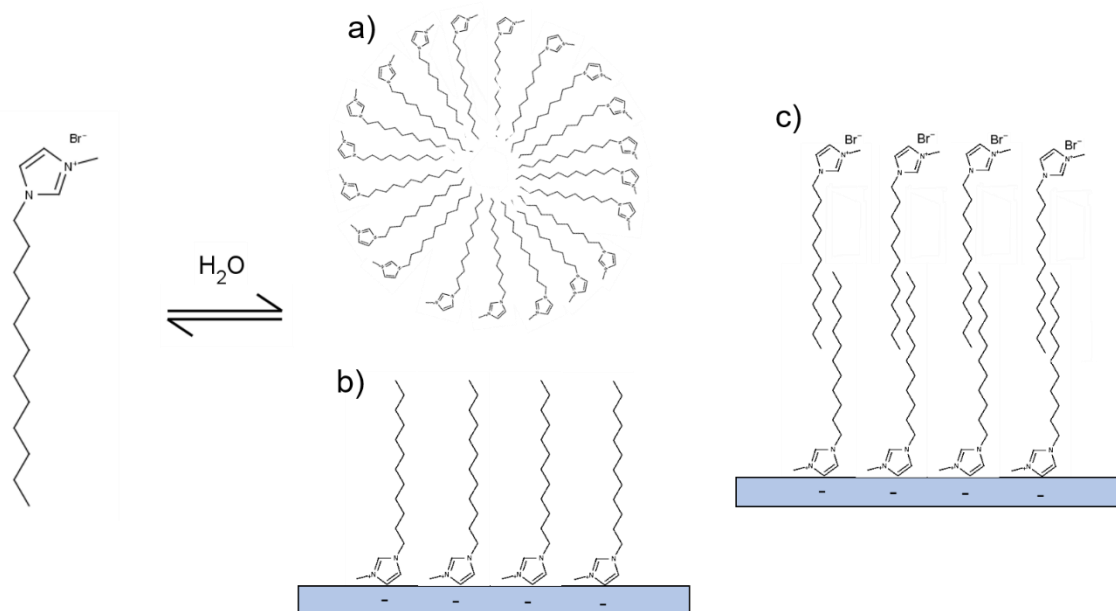 Br⁻
N⁺
N
H₂O
a)
b)
N N N N
N N N N
- - - -
c)
Br⁻ Br⁻ Br⁻ Br⁻
N⁺ N⁺ N⁺ N⁺
N N N N
N N N N
N N N N
- - - -